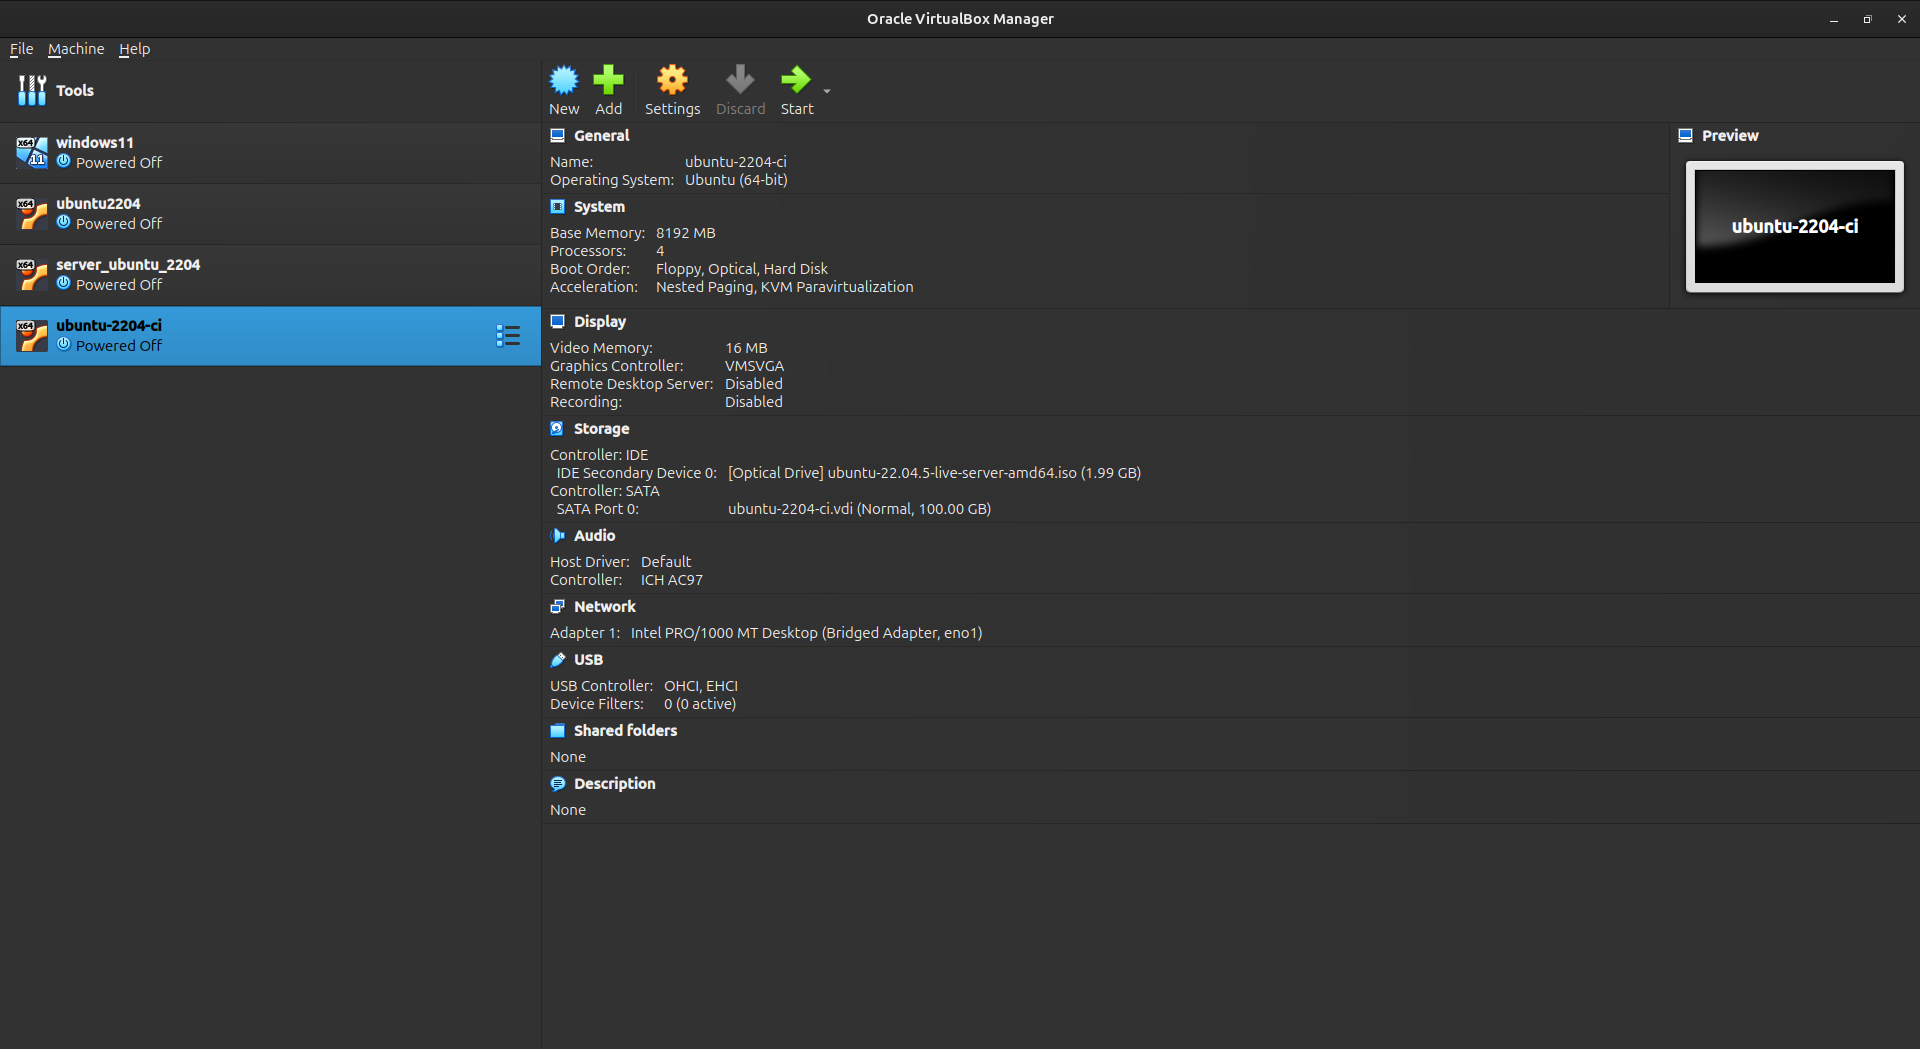 Oracle VirtualBox Manager
File Machine Help
Tools
New Add Settings Discard Start
x64 11 windows11
Powered Off
x64 ubuntu2204
Powered Off
x64 server_ubuntu_2204
Powered Off
x64 ubuntu-2204-ci
Powered Off
General
Name: ubuntu-2204-ci
Operating System: Ubuntu (64-bit)
System
Base Memory: 8192 MB
Processors: 4
Boot Order: Floppy, Optical, Hard Disk
Acceleration: Nested Paging, KVM Paravirtualization
Preview
ubuntu-2204-ci
Display
Video Memory: 16 MB
Graphics Controller: VMSVGA
Remote Desktop Server: Disabled
Recording: Disabled
Storage
Controller: IDE
IDE Secondary Device 0: [Optical Drive] ubuntu-22.04.5-live-server-amd64.iso (1.99 GB)
Controller: SATA
SATA Port 0: ubuntu-2204-ci.vdi (Normal, 100.00 GB)
Audio
Host Driver: Default
Controller: ICH AC97
Network
Adapter 1: Intel PRO/1000 MT Desktop (Bridged Adapter, eno1)
USB
USB Controller: OHCI, EHCI
Device Filters: 0 (0 active)
Shared folders
None
Description
None